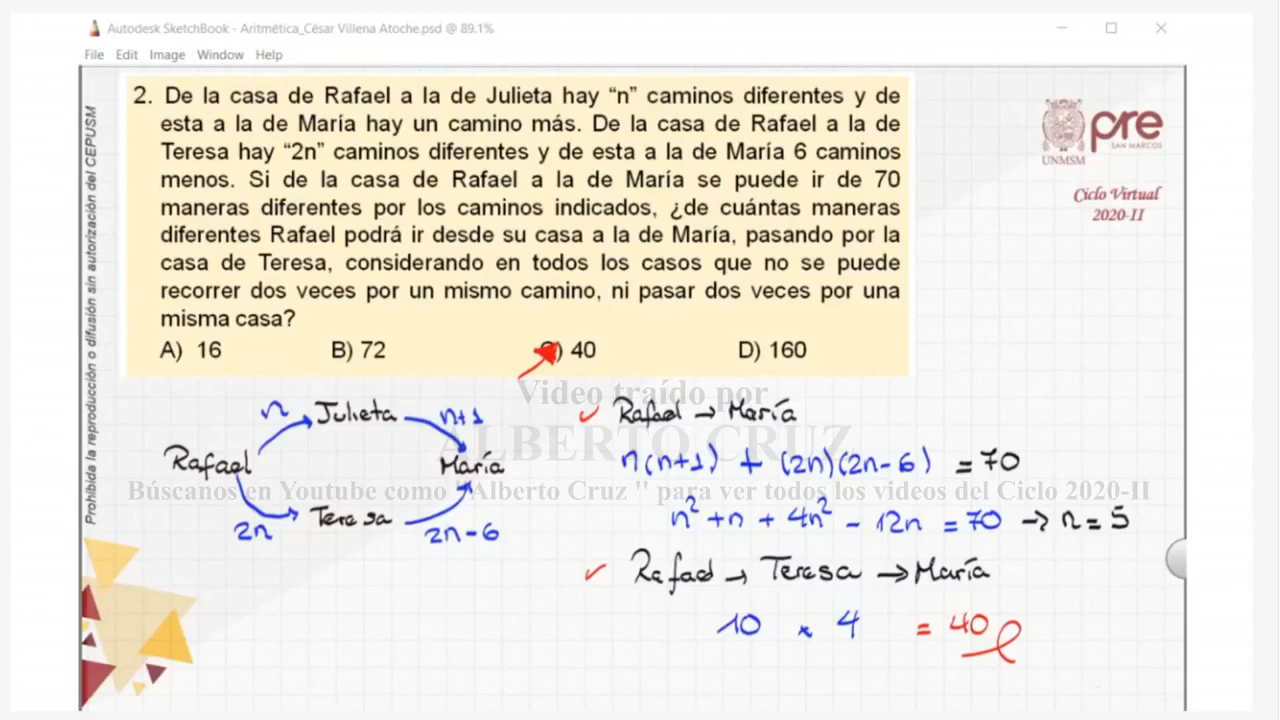 Autodesk SketchBook - Aritmética_César Villena Atoche.psd @ 89.1%
File Edit Image Window Help
Prohibida la reproducción o difusión sin autorización del CEPUSM
2. De la casa de Rafael a la de Julieta hay “n” caminos diferentes y de
esta a la de María hay un camino más. De la casa de Rafael a la de
Teresa hay “2n” caminos diferentes y de esta a la de María 6 caminos
menos. Si de la casa de Rafael a la de María se puede ir de 70
maneras diferentes por los caminos indicados, ¿de cuántas maneras
diferentes Rafael podrá ir desde su casa a la de María, pasando por la
casa de Teresa, considerando en todos los casos que no se puede
recorrer dos veces por un mismo camino, ni pasar dos veces por una
misma casa?
A) 16 B) 72 C) 40 D) 160
UNMSM
pre
SAN MARCOS
Ciclo Virtual
2020-II
Video traído por
ALBERTO CRUZ
Búscanos en Youtube como " Alberto Cruz " para ver todos los videos del Ciclo 2020-II
n Julieta n+1
Rafael María
2n Teresa 2n-6
✓ Rafael → María
n(n+1) + (2n)(2n-6) = 70
n² + n + 4n² - 12n = 70 → n = 5
✓ Rafael → Teresa → María
10 × 4 = 40